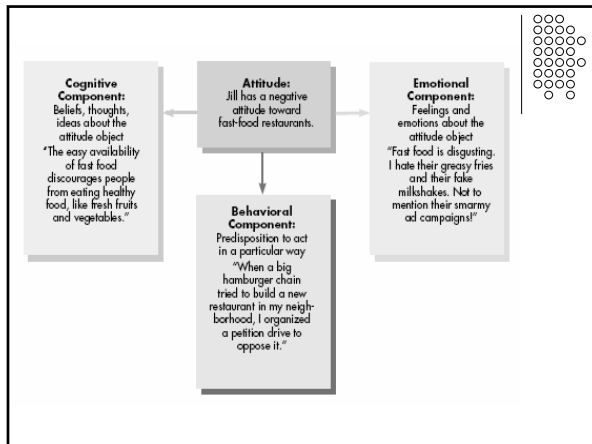 Cognitive
Component:
Beliefs, thoughts,
ideas about the
attitude object
“The easy availability
of fast food
discourages people
from eating healthy
food, like fresh fruits
and vegetables.”
Attitude:
Jill has a negative
attitude toward
fast-food restaurants.
Emotional
Component:
Feelings and
emotions about the
attitude object
“Fast food is disgusting.
I hate their greasy fries
and their fake
milkshakes. Not to
mention their smarmy
ad campaigns!”
Behavioral
Component:
Predisposition to act
in a particular way
“When a big
hamburger chain
tried to build a new
restaurant in my neigh-
borhood, I organized
a petition drive to
oppose it.”